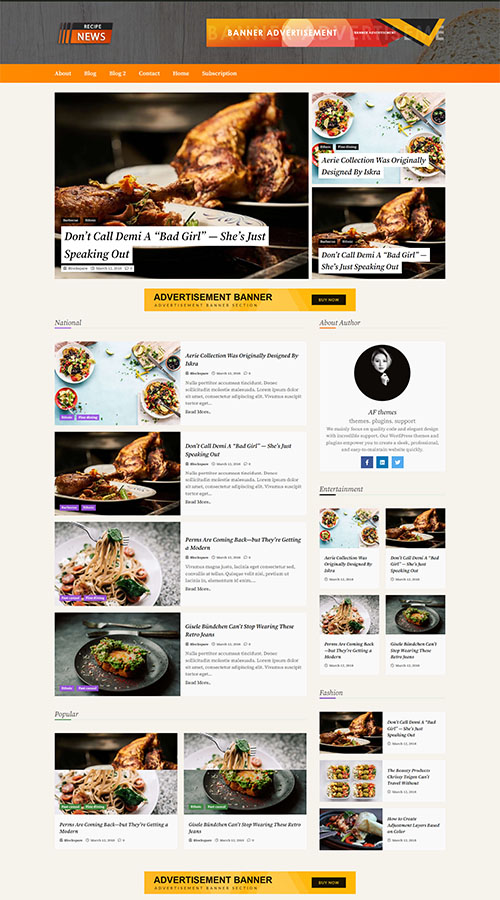 RECIPE
NEWS
BANNER ADVERTISEMENT
BANNER ADVERTISEMENT
BANNER ADVERTISEMENT
About Blog Blog 2 Contact Home Subscription
Barbecue Ethnic
Don't Call Demi A “Bad Girl” — She's Just
Speaking Out
Blockspare March 12, 2018 0
Ethnic Fine dining
Aerie Collection Was Originally
Designed By Iskra
Barbecue Ethnic
Don't Call Demi A “Bad Girl” —
She's Just Speaking Out
ADVERTISEMENT BANNER
ADVERTISEMENT BANNER SECTION
BUY NOW
National
Ethnic Fine dining
Aerie Collection Was Originally Designed By
Iskra
Blockspare March 12, 2018 0
Nulla porttitor accumsan tincidunt. Donec
sollicitudin molestie malesuada. Lorem ipsum dolor
sit amet, consectetur adipiscing elit. Vivamus suscipit
tortor eget...
Read More..
Barbecue Ethnic
Don't Call Demi A “Bad Girl” — She's Just
Speaking Out
Blockspare March 12, 2018 0
Nulla porttitor accumsan tincidunt. Donec
sollicitudin molestie malesuada. Lorem ipsum dolor
sit amet, consectetur adipiscing elit. Vivamus suscipit
tortor eget...
Read More..
Fast casual Fine dining
Prints Are Coming Back—but They're Getting
a Modern
Blockspare March 12, 2018 0
Vivamus magna justo, lacinia eget consectetur sed,
convallis at tellus. Quisque velit nisi, pretium ut
lacinia in, elementum id enim....
Read More..
Ethnic Fast casual
Gisele Bündchen Can't Stop Wearing These
Retro Jeans
Blockspare March 12, 2018 0
Nulla porttitor accumsan tincidunt. Donec
sollicitudin molestie malesuada. Lorem ipsum dolor
sit amet, consectetur adipiscing elit. Vivamus suscipit
tortor eget...
Read More..
Popular
Fast casual Fine dining
Prints Are Coming Back—but They're Getting a
Modern
Blockspare March 12, 2018 0
Ethnic Fast casual
Gisele Bündchen Can't Stop Wearing These Retro
Jeans
Blockspare March 12, 2018 0
About Author
AF themes
themes. plugins. support
We mainly focus on quality code and elegant design
with incredible support. Our WordPress themes and
plugins empower you to create a sleek, professional,
and easy-to-maintain website quickly.
Entertainment
Aerie Collection Was
Originally Designed By
Iskra
March 12, 2018
Don't Call Demi A “Bad
Girl” — She's Just
Speaking Out
March 12, 2018
Prints Are Coming Back
—but They're Getting a
Modern
March 12, 2018
Gisele Bündchen Can't
Stop Wearing These
Retro Jeans
March 12, 2018
Fashion
Don't Call Demi A “Bad
Girl” — She's Just
Speaking Out
March 12, 2018
The Beauty Products
Chrissy Teigen Can't
Travel Without
March 12, 2018
How to Create
Adjustment Layers Based
on Color
March 12, 2018
ADVERTISEMENT BANNER
ADVERTISEMENT BANNER SECTION
BUY NOW